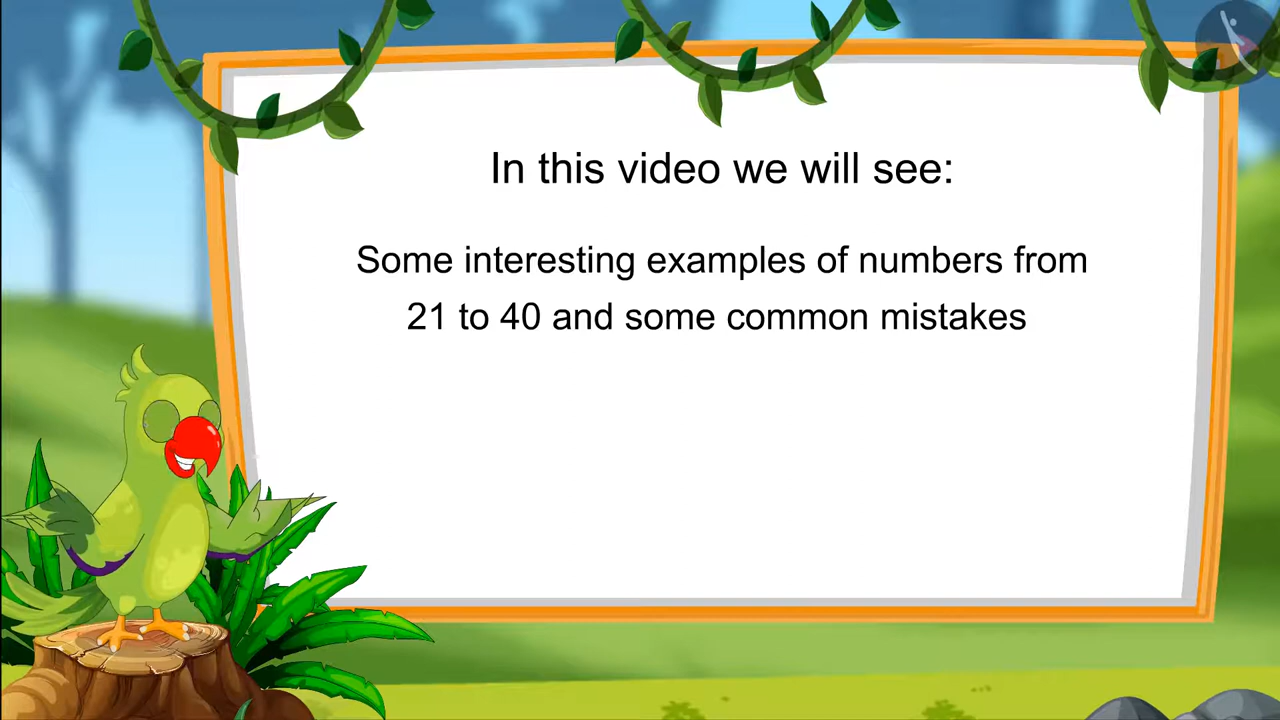 In this video we will see:
Some interesting examples of numbers from
21 to 40 and some common mistakes